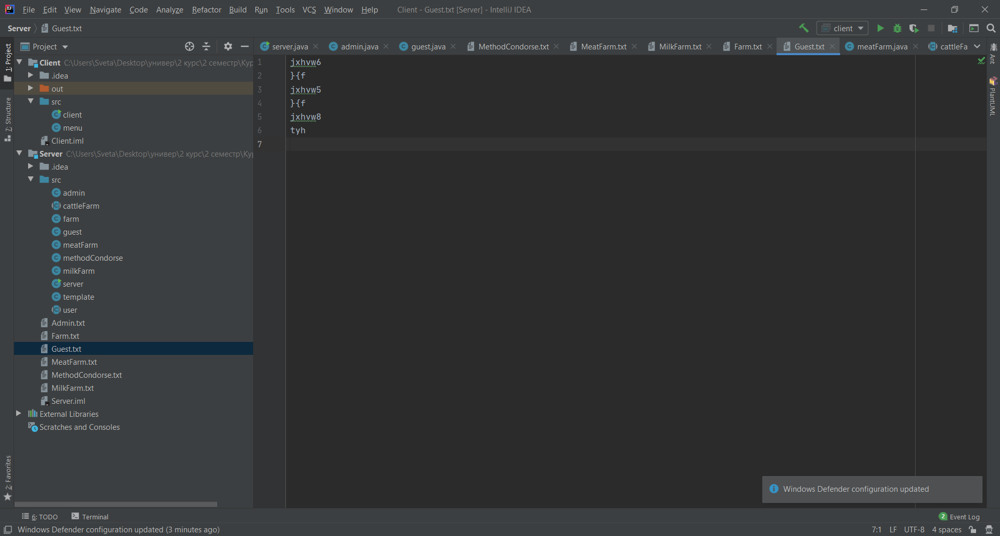 File Edit View Navigate Code Analyze Refactor Build Run Tools VCS Window Help Client - Guest.txt [Server] - IntelliJ IDEA
Server Guest.txt client
Project server.java admin.java guest.java MethodCondorse.txt MeatFarm.txt MilkFarm.txt Farm.txt Guest.txt meatFarm.java cattleFa
1: Project
7: Structure
2: Favorites
Client C:\Users\Sveta\Desktop\универ\2 курс\2 семестр\Кур
.idea
out
src
client
menu
Client.iml
Server C:\Users\Sveta\Desktop\универ\2 курс\2 семестр\Кур
.idea
src
admin
cattleFarm
farm
guest
meatFarm
methodCondorse
milkFarm
server
template
user
Admin.txt
Farm.txt
Guest.txt
MeatFarm.txt
MethodCondorse.txt
MilkFarm.txt
Server.iml
External Libraries
Scratches and Consoles
1 jxhvw6
2 }{f
3 jxhvw5
4 }{f
5 jxhvw8
6 tyh
7
Ant
PlantUML
Windows Defender configuration updated
6: TODO Terminal 2 Event Log
Windows Defender configuration updated (3 minutes ago) 7:1 LF UTF-8 4 spaces